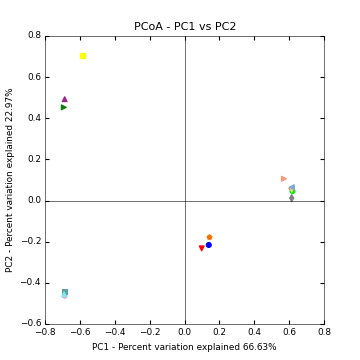 PCoA - PC1 vs PC2
PC2 - Percent variation explained 22.97%
0.8
0.6
0.4
0.2
0.0
−0.2
−0.4
−0.6
−0.8 −0.6 −0.4 −0.2 0.0 0.2 0.4 0.6 0.8
PC1 - Percent variation explained 66.63%